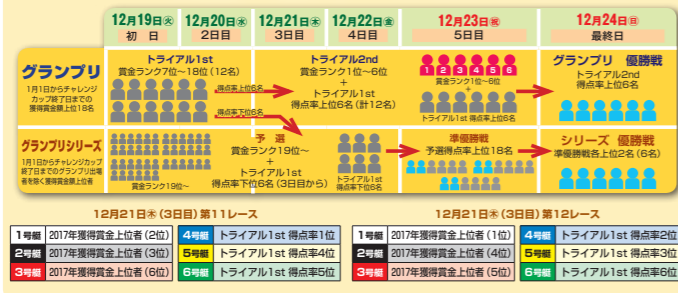 12月19日火 12月20日水 12月21日木 12月22日金 12月23日祝 12月24日日
初日 2日目 3日目 4日目 5日目 最終日
グランプリ
1月1日からチャレンジ
カップ終了日までの
獲得賞金額上位18名
トライアル1st
賞金ランク7位〜18位(12名)
得点率上位6名
得点率下位6名
トライアル2nd
賞金ランク1位〜6位
+
トライアル1st
得点率上位6名(計12名)
1 2 3 4 5 6
賞金ランク1位〜6位
+
トライアル1st 得点率上位6名
グランプリ 優勝戦
トライアル2nd
得点率上位6名
グランプリシリーズ
1月1日からチャレンジカップ
終了日までのグランプリ出場
者を除く獲得賞金額上位者
賞金ランク19位〜
予選
賞金ランク19位〜
+
トライアル1st
得点率下位6名(3日目から)
トライアル1st
得点率下位6名
準優勝戦
予選得点率上位18名
シリーズ 優勝戦
準優勝戦各上位2名(6名)
12月21日木(3日目)第11レース
1号艇 2017年獲得賞金上位者(2位) 4号艇 トライアル1st 得点率1位
2号艇 2017年獲得賞金上位者(3位) 5号艇 トライアル1st 得点率4位
3号艇 2017年獲得賞金上位者(6位) 6号艇 トライアル1st 得点率5位
12月21日木(3日目)第12レース
1号艇 2017年獲得賞金上位者(1位) 4号艇 トライアル1st 得点率2位
2号艇 2017年獲得賞金上位者(4位) 5号艇 トライアル1st 得点率3位
3号艇 2017年獲得賞金上位者(5位) 6号艇 トライアル1st 得点率6位